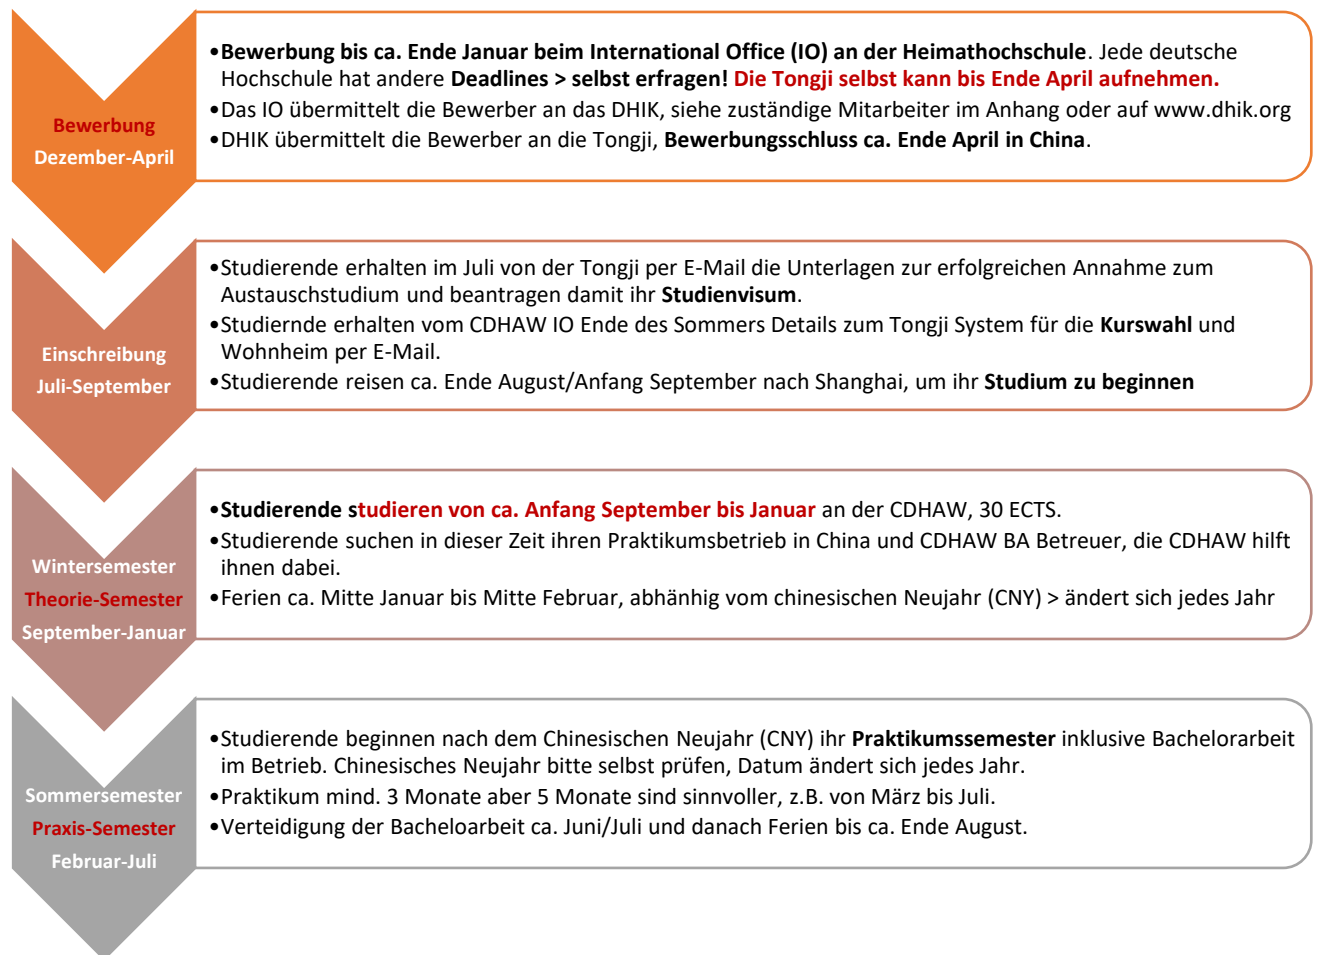 Bewerbung
Dezember-April
•Bewerbung bis ca. Ende Januar beim International Office (IO) an der Heimathochschule. Jede deutsche
Hochschule hat andere Deadlines > selbst erfragen! Die Tongji selbst kann bis Ende April aufnehmen.
•Das IO übermittelt die Bewerber an das DHIK, siehe zuständige Mitarbeiter im Anhang oder auf www.dhik.org
•DHIK übermittelt die Bewerber an die Tongji, Bewerbungsschluss ca. Ende April in China.
Einschreibung
Juli-September
•Studierende erhalten im Juli von der Tongji per E-Mail die Unterlagen zur erfolgreichen Annahme zum
Austauschstudium und beantragen damit ihr Studienvisum.
•Studiernde erhalten vom CDHAW IO Ende des Sommers Details zum Tongji System für die Kurswahl und
Wohnheim per E-Mail.
•Studierende reisen ca. Ende August/Anfang September nach Shanghai, um ihr Studium zu beginnen
Wintersemester
Theorie-Semester
September-Januar
•Studierende studieren von ca. Anfang September bis Januar an der CDHAW, 30 ECTS.
•Studierende suchen in dieser Zeit ihren Praktikumsbetrieb in China und CDHAW BA Betreuer, die CDHAW hilft
ihnen dabei.
•Ferien ca. Mitte Januar bis Mitte Februar, abhänhig vom chinesischen Neujahr (CNY) > ändert sich jedes Jahr
Sommersemester
Praxis-Semester
Februar-Juli
•Studierende beginnen nach dem Chinesischen Neujahr (CNY) ihr Praktikumssemester inklusive Bachelorarbeit
im Betrieb. Chinesisches Neujahr bitte selbst prüfen, Datum ändert sich jedes Jahr.
•Praktikum mind. 3 Monate aber 5 Monate sind sinnvoller, z.B. von März bis Juli.
•Verteidigung der Bacheloarbeit ca. Juni/Juli und danach Ferien bis ca. Ende August.